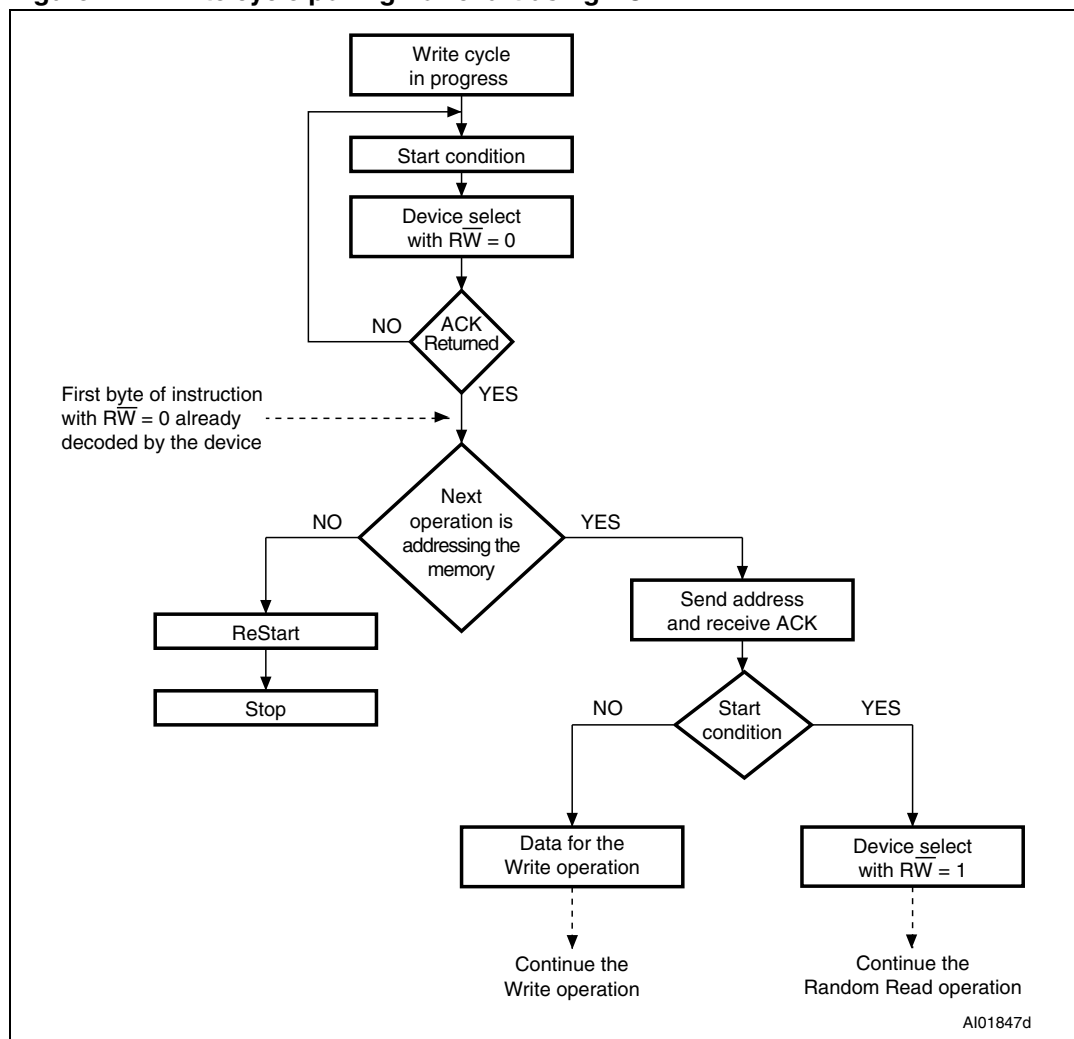 Write cycle
in progress
Start condition
Device select
with RW̅ = 0
NO
ACK
Returned
YES
First byte of instruction
with RW̅ = 0 already
decoded by the device
NO
Next
operation is
addressing the
memory
YES
ReStart
Send address
and receive ACK
Stop
NO
Start
condition
YES
Data for the
Write operation
Device select
with RW̅ = 1
Continue the
Write operation
Continue the
Random Read operation
AI01847d